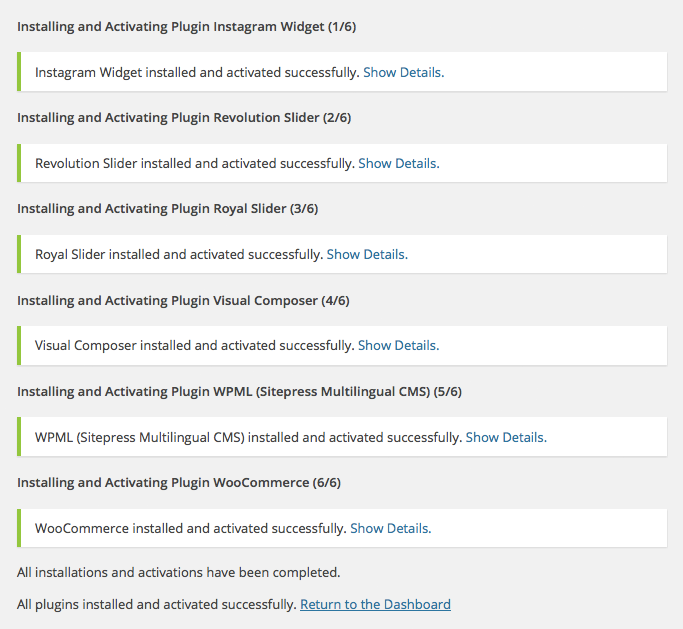 Installing and Activating Plugin Instagram Widget (1/6)
Instagram Widget installed and activated successfully. Show Details.
Installing and Activating Plugin Revolution Slider (2/6)
Revolution Slider installed and activated successfully. Show Details.
Installing and Activating Plugin Royal Slider (3/6)
Royal Slider installed and activated successfully. Show Details.
Installing and Activating Plugin Visual Composer (4/6)
Visual Composer installed and activated successfully. Show Details.
Installing and Activating Plugin WPML (Sitepress Multilingual CMS) (5/6)
WPML (Sitepress Multilingual CMS) installed and activated successfully. Show Details.
Installing and Activating Plugin WooCommerce (6/6)
WooCommerce installed and activated successfully. Show Details.
All installations and activations have been completed.
All plugins installed and activated successfully. Return to the Dashboard